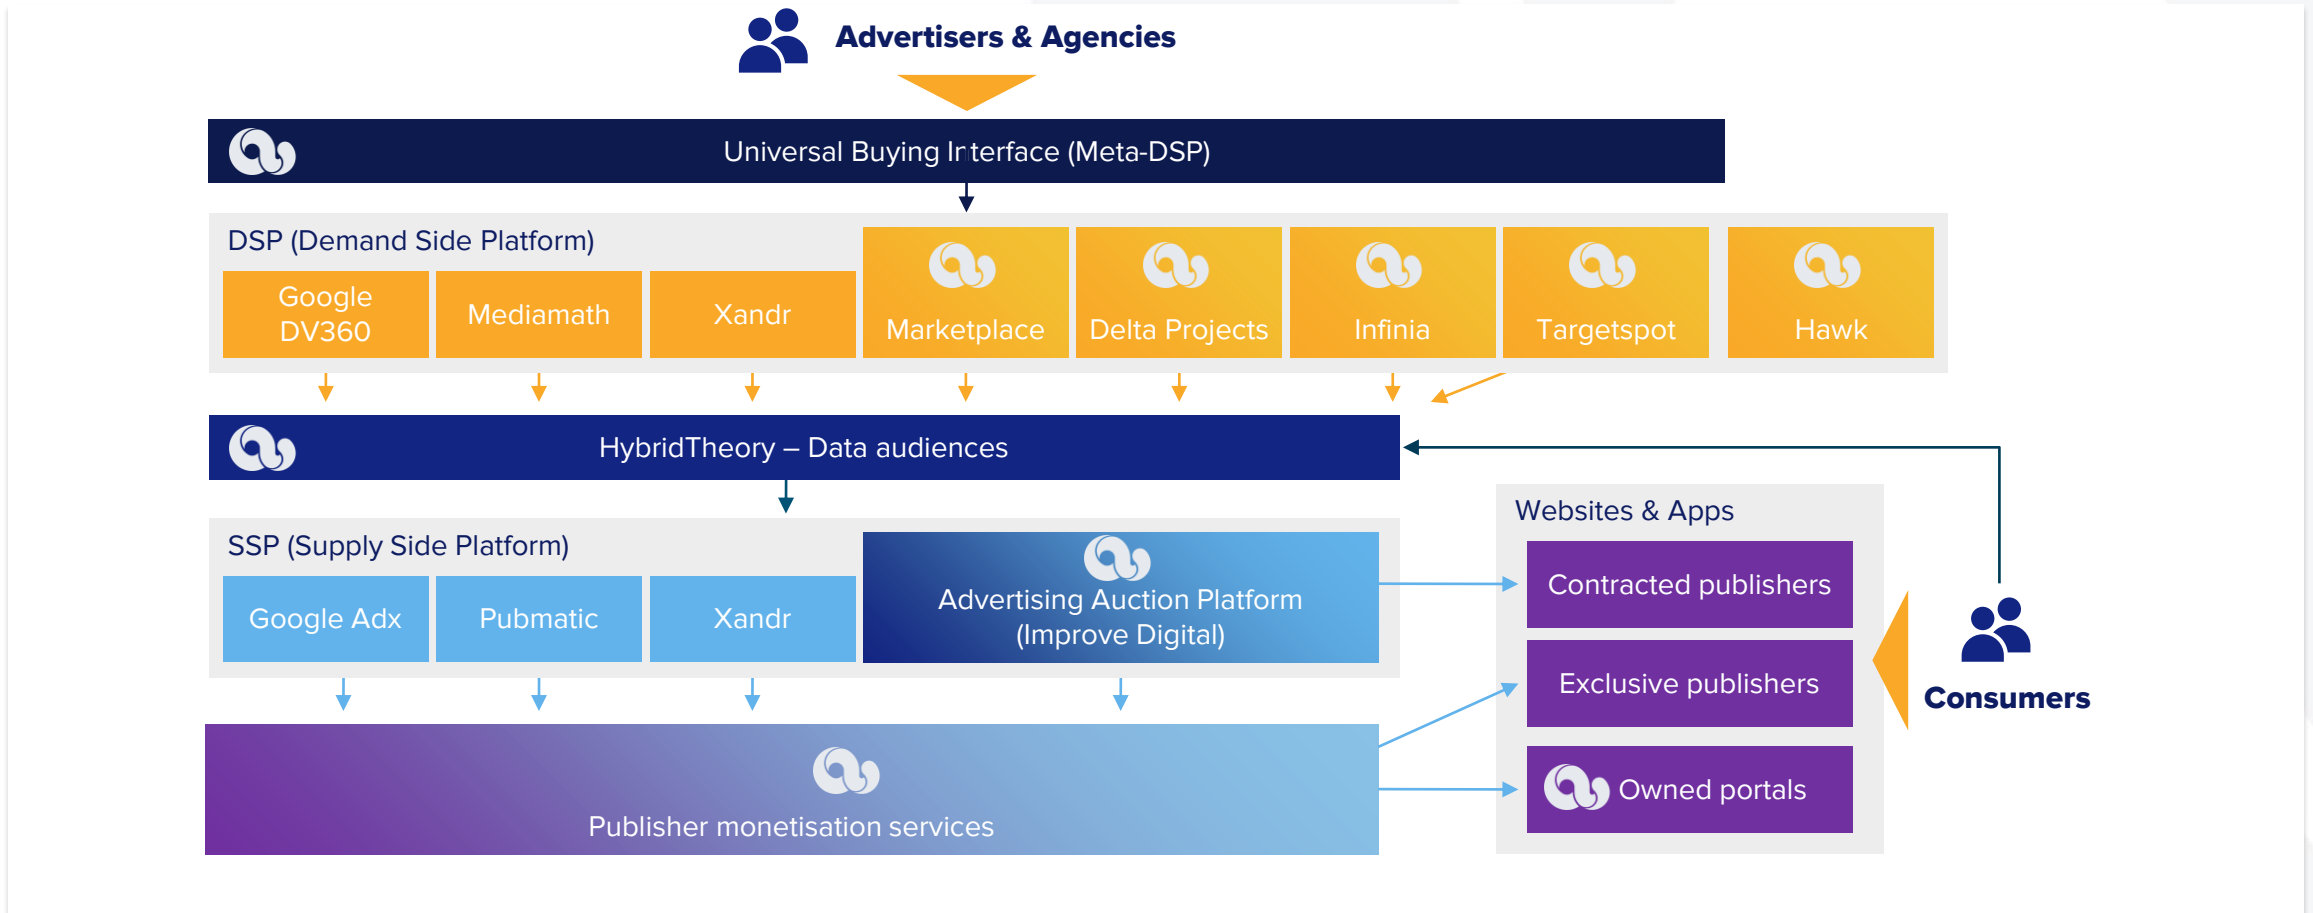 Advertisers & Agencies
Universal Buying Interface (Meta-DSP)
DSP (Demand Side Platform)
Google
DV360
Mediamath
Xandr
Marketplace
Delta Projects
Infinia
Targetspot
Hawk
HybridTheory – Data audiences
SSP (Supply Side Platform)
Google Adx
Pubmatic
Xandr
Advertising Auction Platform
(Improve Digital)
Publisher monetisation services
Websites & Apps
Contracted publishers
Exclusive publishers
Owned portals
Consumers